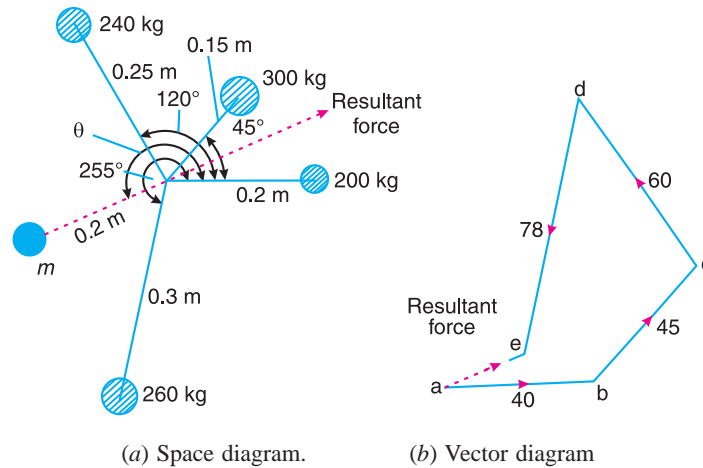 240 kg
0.15 m
0.25 m
300 kg
120°
Resultant
force
θ
45°
255°
200 kg
0.2 m
0.2 m
m
0.3 m
260 kg
d
60
78
Resultant
force
e
45
a
40
b
(a) Space diagram.
(b) Vector diagram